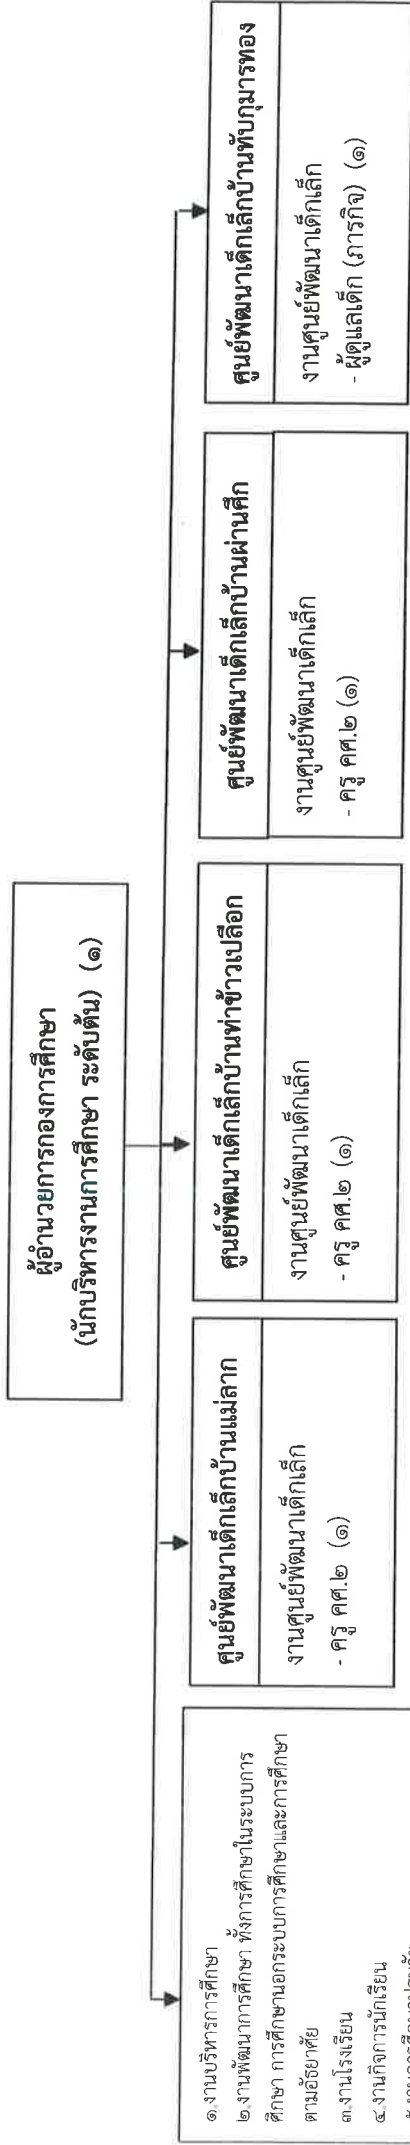 ผู้อำนวยการกองการศึกษา
(นักบริหารงานการศึกษา ระดับต้น) (๑)
๑.งานบริหารการศึกษา
๒.งานพัฒนาการศึกษา ทั้งการศึกษาในระบบการ
ศึกษา การศึกษานอกระบบการศึกษาและการศึกษา
ตามอัธยาศัย
๓.งานโรงเรียน
๔.งานกิจการนักเรียน
ศูนย์พัฒนาเด็กเล็กบ้านแม่ลาก
งานศูนย์พัฒนาเด็กเล็ก
- ครู คศ.๒ (๑)
ศูนย์พัฒนาเด็กเล็กบ้านท่าข้าวเปลือก
งานศูนย์พัฒนาเด็กเล็ก
- ครู คศ.๒ (๑)
ศูนย์พัฒนาเด็กเล็กบ้านผ่านศึก
งานศูนย์พัฒนาเด็กเล็ก
- ครู คศ.๒ (๑)
ศูนย์พัฒนาเด็กเล็กบ้านทับกุมารทอง
งานศูนย์พัฒนาเด็กเล็ก
- ผู้ดูแลเด็ก (ภารกิจ) (๑)